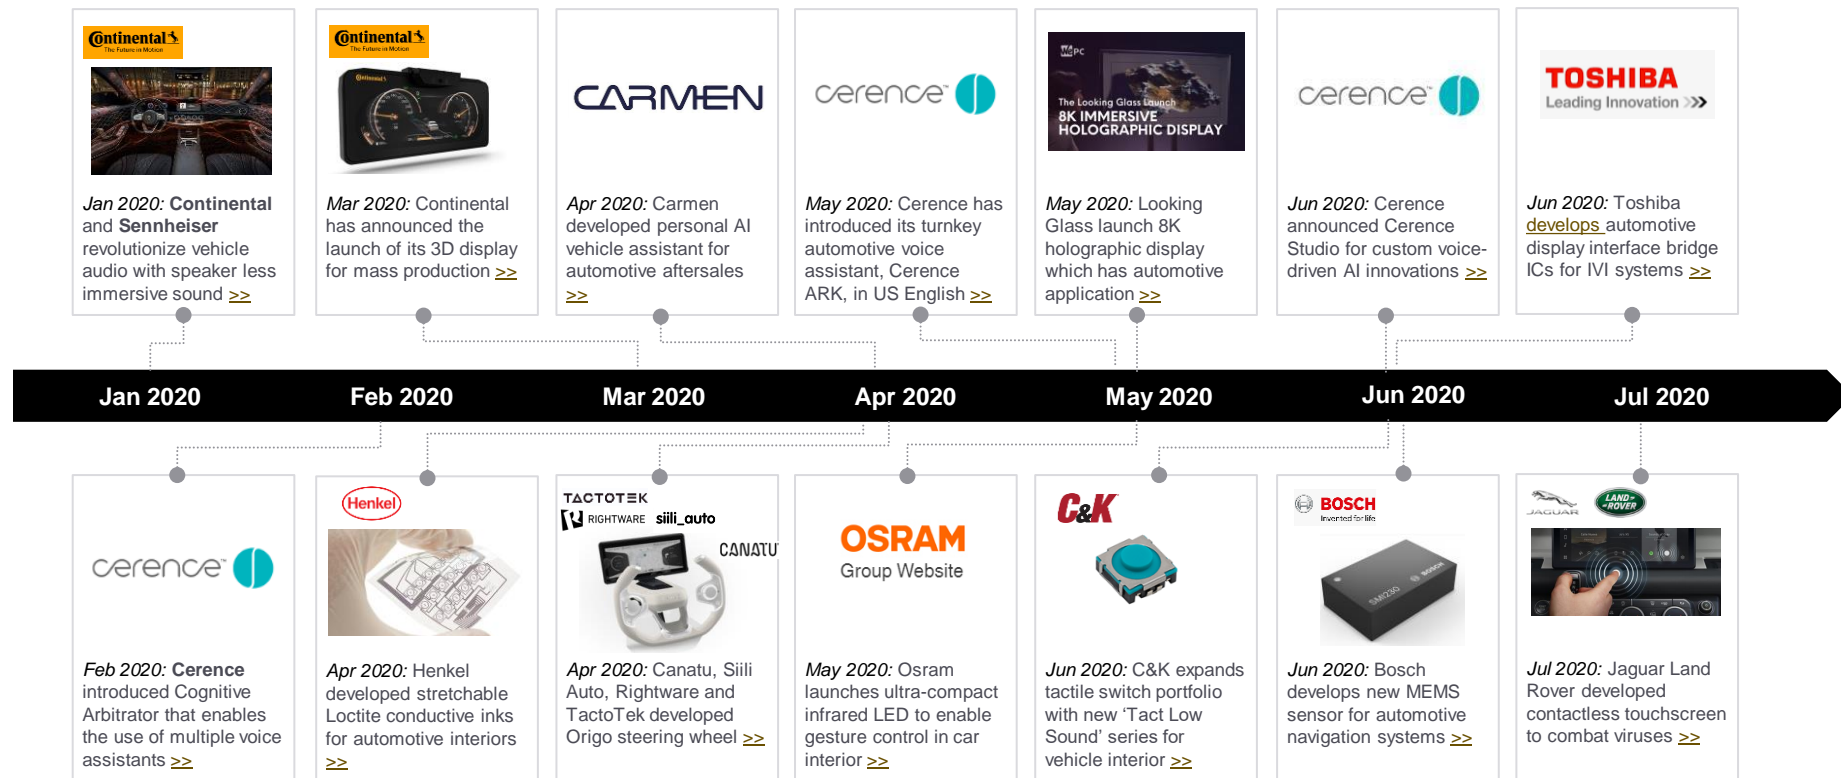 Continental
The Future in Motion
Jan 2020: Continental
and Sennheiser
revolutionize vehicle
audio with speaker less
immersive sound >>
Continental
The Future in Motion
Mar 2020: Continental
has announced the
launch of its 3D display
for mass production >>
CARMEN
Apr 2020: Carmen
developed personal AI
vehicle assistant for
automotive aftersales
>>
cerence™
May 2020: Cerence has
introduced its turnkey
automotive voice
assistant, Cerence
ARK, in US English >>
PC
The Looking Glass Launch
8K IMMERSIVE
HOLOGRAPHIC DISPLAY
May 2020: Looking
Glass launch 8K
holographic display
which has automotive
application >>
cerence™
Jun 2020: Cerence
announced Cerence
Studio for custom voice-
driven AI innovations >>
TOSHIBA
Leading Innovation >>>
Jun 2020: Toshiba
develops automotive
display interface bridge
ICs for IVI systems >>
Jan 2020
Feb 2020
Mar 2020
Apr 2020
May 2020
Jun 2020
Jul 2020
cerence™
Feb 2020: Cerence
introduced Cognitive
Arbitrator that enables
the use of multiple voice
assistants >>
Henkel
Apr 2020: Henkel
developed stretchable
Loctite conductive inks
for automotive interiors
>>
TACTOTEK
RIGHTWARE siili_auto
CANATU
Apr 2020: Canatu, Siili
Auto, Rightware and
TactoTek developed
Origo steering wheel >>
OSRAM
Group Website
May 2020: Osram
launches ultra-compact
infrared LED to enable
gesture control in car
interior >>
C&K
Jun 2020: C&K expands
tactile switch portfolio
with new ‘Tact Low
Sound’ series for
vehicle interior >>
BOSCH
Invented for life
SMI230
BOSCH
Jun 2020: Bosch
develops new MEMS
sensor for automotive
navigation systems >>
JAGUAR
LAND-
-ROVER
Jul 2020: Jaguar Land
Rover developed
contactless touchscreen
to combat viruses >>